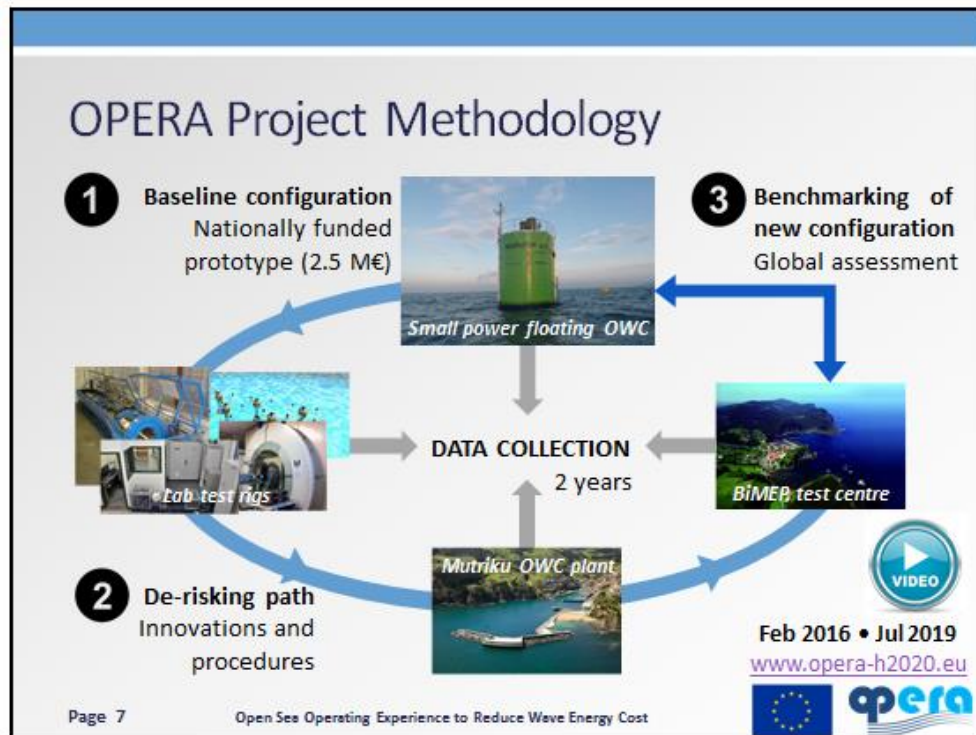 OPERA Project Methodology
1
Baseline configuration
Nationally funded
prototype (2.5 M€)
Small power floating OWC
3
Benchmarking of
new configuration
Global assessment
Lab test rigs
DATA COLLECTION
2 years
BiMEP, test centre
Mutriku OWC plant
2
De-risking path
Innovations and
procedures
VIDEO
Feb 2016 • Jul 2019
www.opera-h2020.eu
Page 7
Open Sea Operating Experience to Reduce Wave Energy Cost
opera